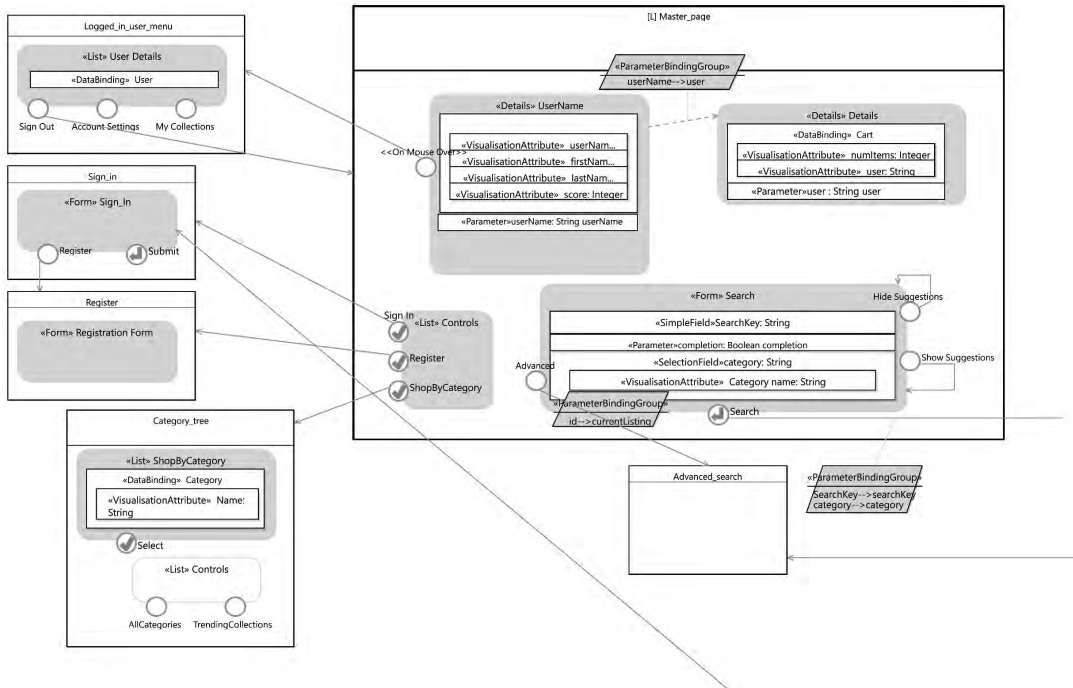 Logged_in_user_menu
«List» User Details
«DataBinding» User
Sign Out
Account Settings
My Collections
Sign_in
«Form» Sign_In
Register
Submit
Register
«Form» Registration Form
Category_tree
«List» ShopByCategory
«DataBinding» Category
«VisualisationAttribute» Name:
String
Select
«List» Controls
AllCategories
TrendingCollections
[L] Master_page
«ParameterBindingGroup»
userName-->user
«Details» UserName
<<On Mouse Over>>
«VisualisationAttribute» userNam...
«VisualisationAttribute» firstNam...
«VisualisationAttribute» lastNam...
«VisualisationAttribute» score: Integer
«Parameter»userName: String userName
«Details» Details
«DataBinding» Cart
«VisualisationAttribute» numItems: Integer
«VisualisationAttribute» user: String
«Parameter»user : String user
Sign In
«List» Controls
Register
ShopByCategory
«Form» Search
Hide Suggestions
«SimpleField»SearchKey: String
«Parameter»completion: Boolean completion
«SelectionField»category: String
Show Suggestions
Advanced
«VisualisationAttribute» Category name: String
«ParameterBindingGroup»
id-->currentListing
Search
Advanced_search
«ParameterBindingGroup»
SearchKey-->searchKey
category-->category